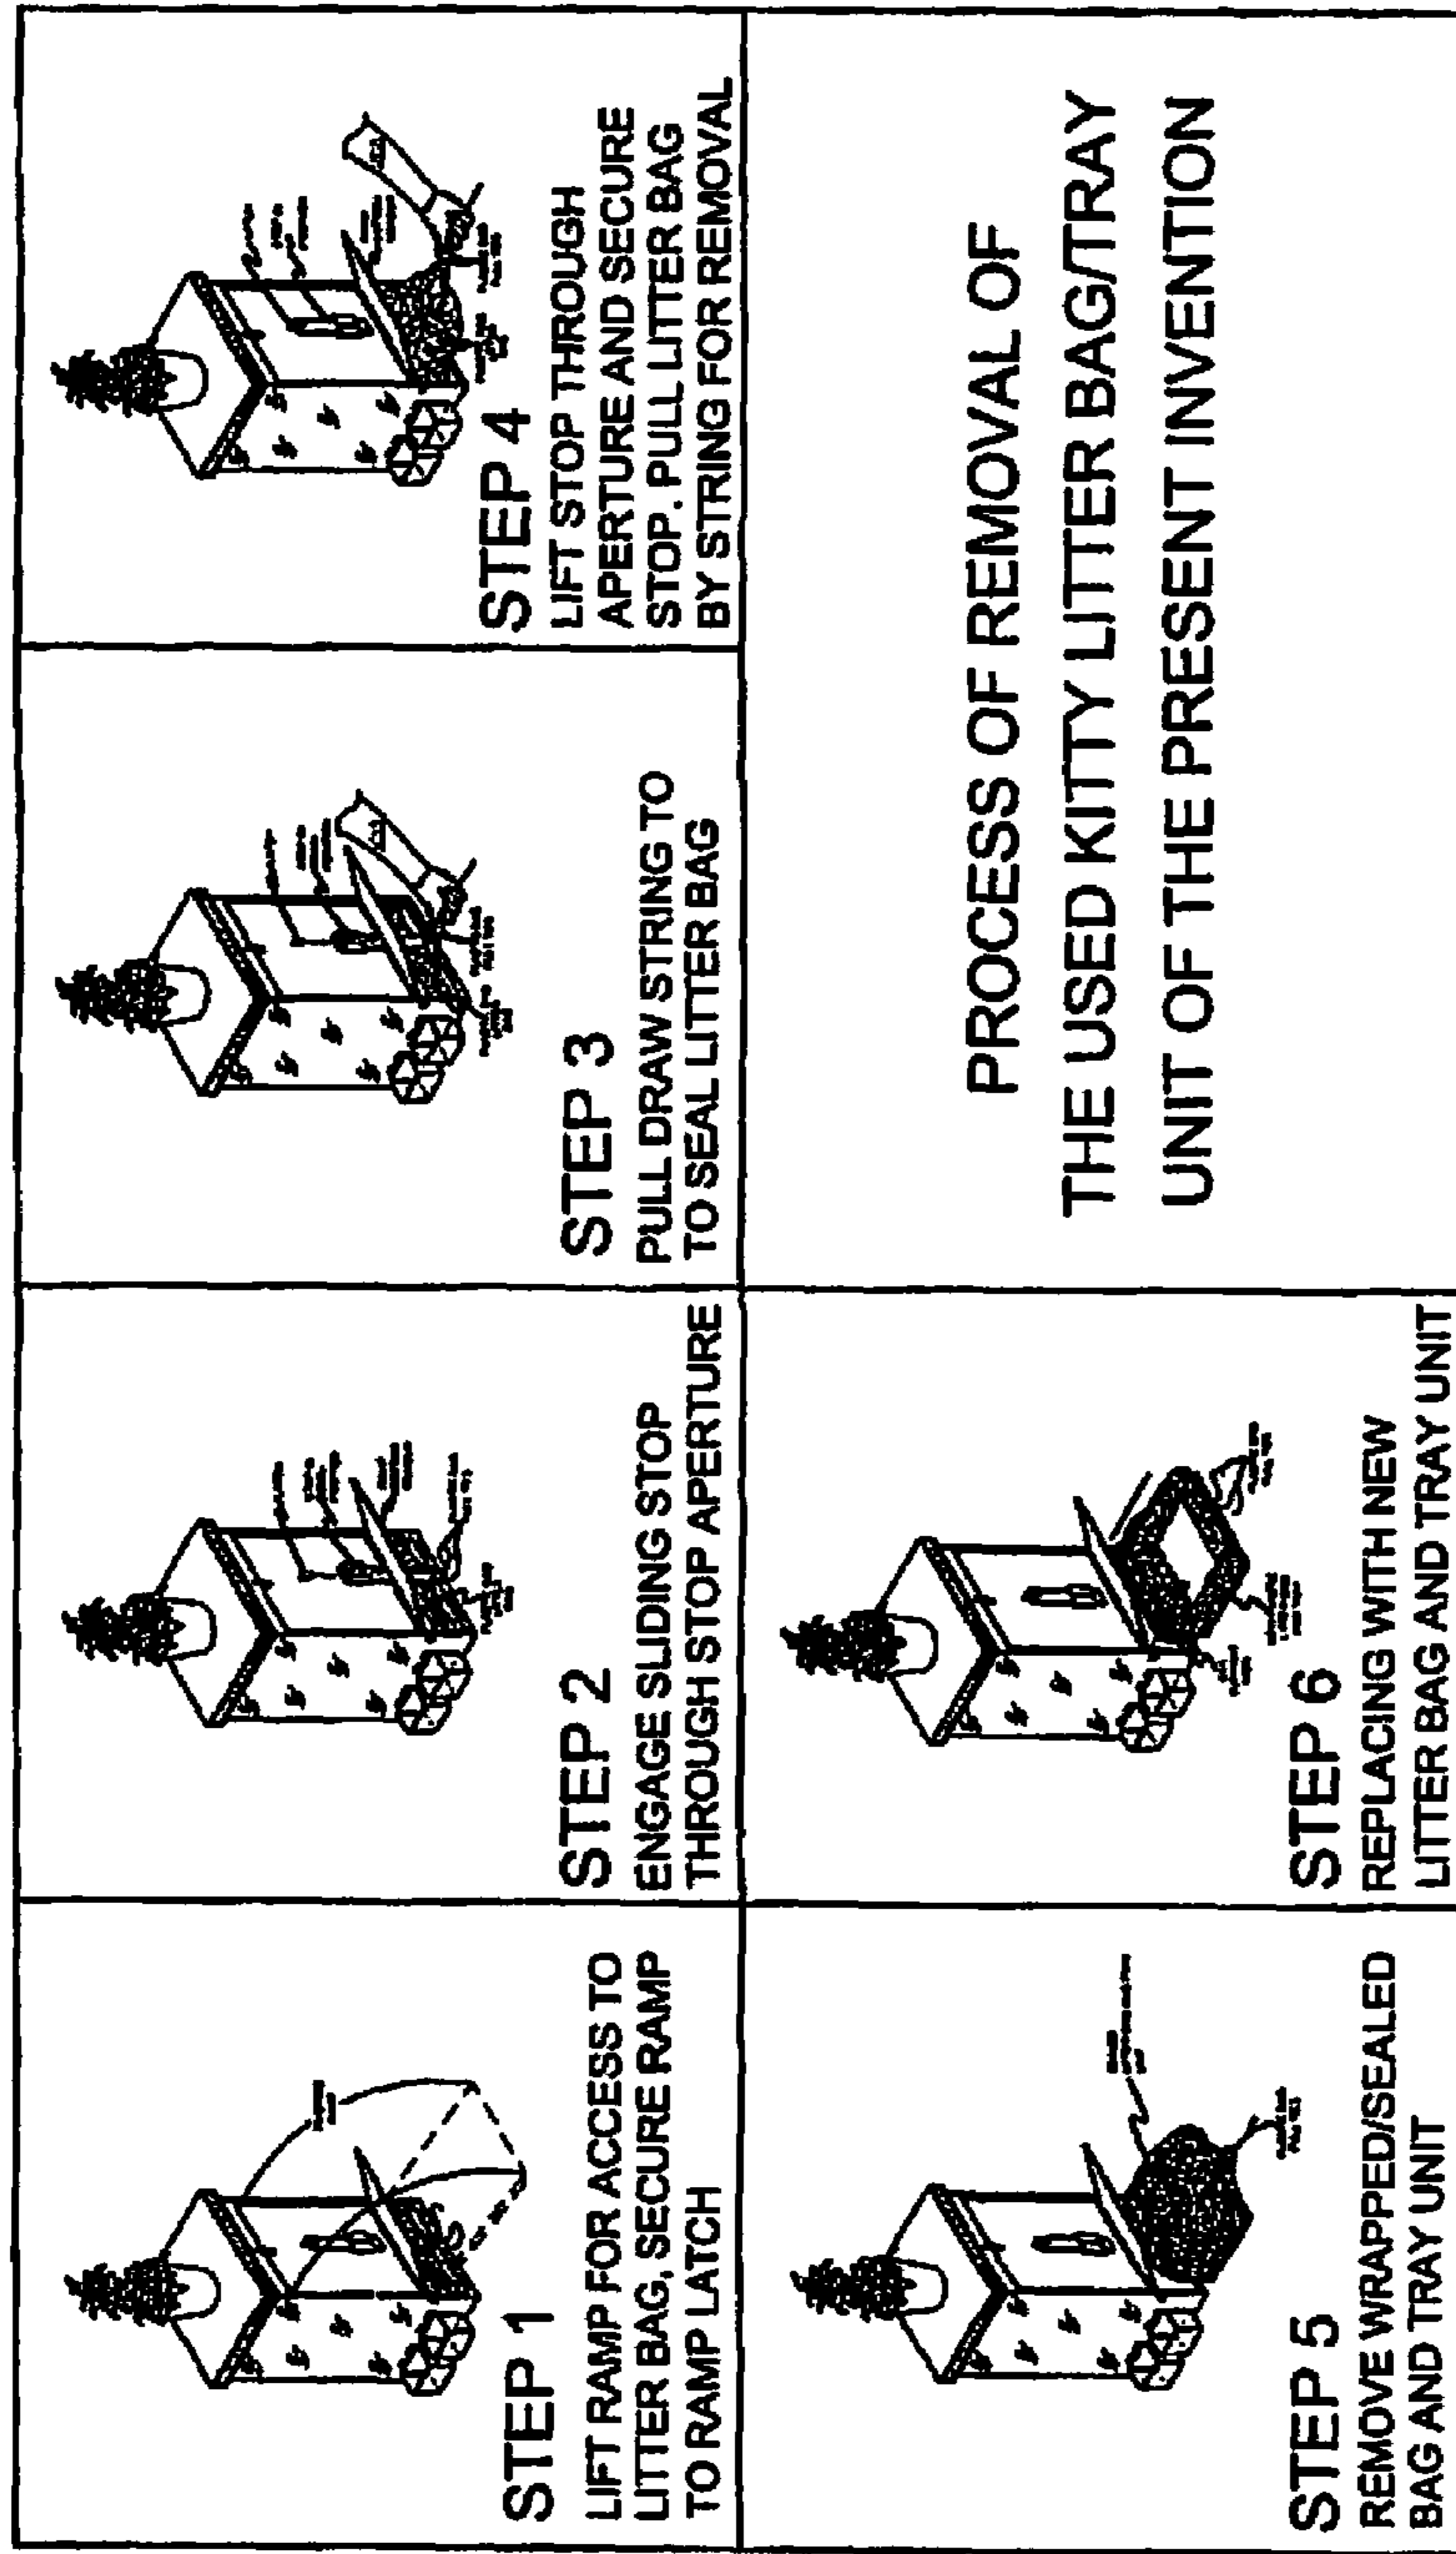 STEP 1
LIFT RAMP FOR ACCESS TO
LITTER BAG, SECURE RAMP
TO RAMP LATCH
STEP 2
ENGAGE SLIDING STOP
THROUGH STOP APERTURE
STEP 3
PULL DRAW STRING TO
TO SEAL LITTER BAG
STEP 4
LIFT STOP THROUGH
APERTURE AND SECURE
STOP. PULL LITTER BAG
BY STRING FOR REMOVAL
STEP 5
REMOVE WRAPPED/SEALED
BAG AND TRAY UNIT
STEP 6
REPLACING WITH NEW
LITTER BAG AND TRAY UNIT
PROCESS OF REMOVAL OF
THE USED KITTY LITTER BAG/TRAY
UNIT OF THE PRESENT INVENTION